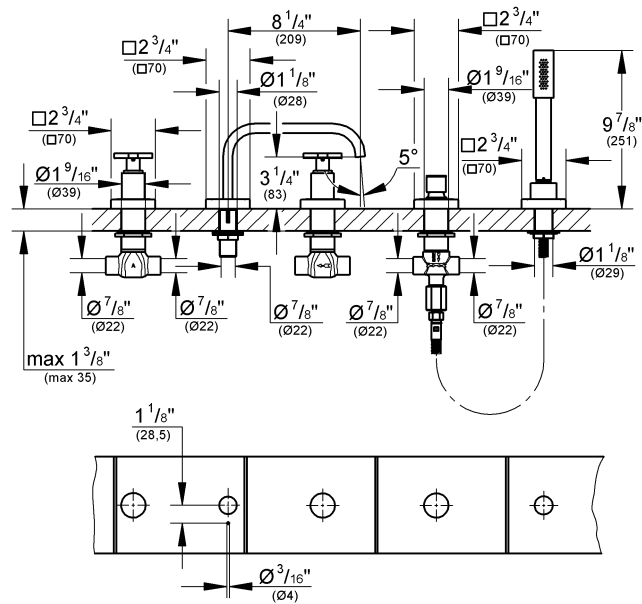 8 1/4"
(209)
□2 3/4"
(□70)
□2 3/4"
(□70)
Ø1 1/8"
(Ø28)
Ø1 9/16"
(Ø39)
□2 3/4"
(□70)
9 7/8"
(251)
□2 3/4"
(□70)
5°
Ø1 9/16"
(Ø39)
3 1/4"
(83)
A
Ø1 1/8"
(Ø29)
Ø 7/8"
(Ø22)
Ø 7/8"
(Ø22)
Ø 7/8"
(Ø22)
Ø 7/8"
(Ø22)
Ø 7/8"
(Ø22)
max 1 3/8"
(max 35)
1 1/8"
(28,5)
Ø 3/16"
(Ø4)